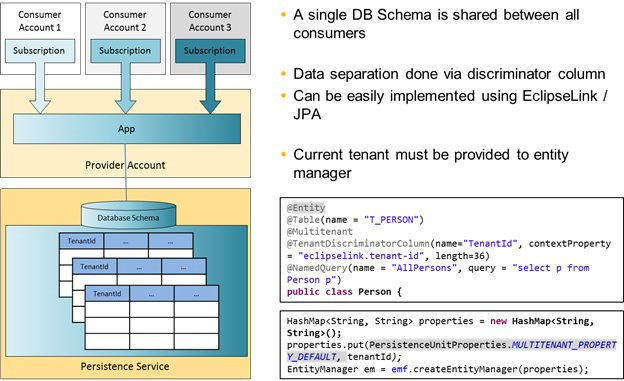 Consumer Account 1
Consumer Account 2
Consumer Account 3
Subscription
Subscription
Subscription
App
Provider Account
Database Schema
TenantId ... ...
TenantId ... ...
TenantId ... ...
Persistence Service
• A single DB Schema is shared between all
consumers
• Data separation done via discriminator column
• Can be easily implemented using EclipseLink /
JPA
• Current tenant must be provided to entity
manager
@Entity
@Table(name = "T_PERSON")
@Multitenant
@TenantDiscriminatorColumn(name="TenantId", contextProperty
= "eclipselink.tenant-id", length=36)
@NamedQuery(name = "AllPersons", query = "select p from
Person p")
public class Person {
HashMap<String, String> properties = new HashMap<String,
String>();
properties.put(PersistenceUnitProperties.MULTITENANT_PROPERT
Y_DEFAULT, tenantId);
EntityManager em = emf.createEntityManager(properties);